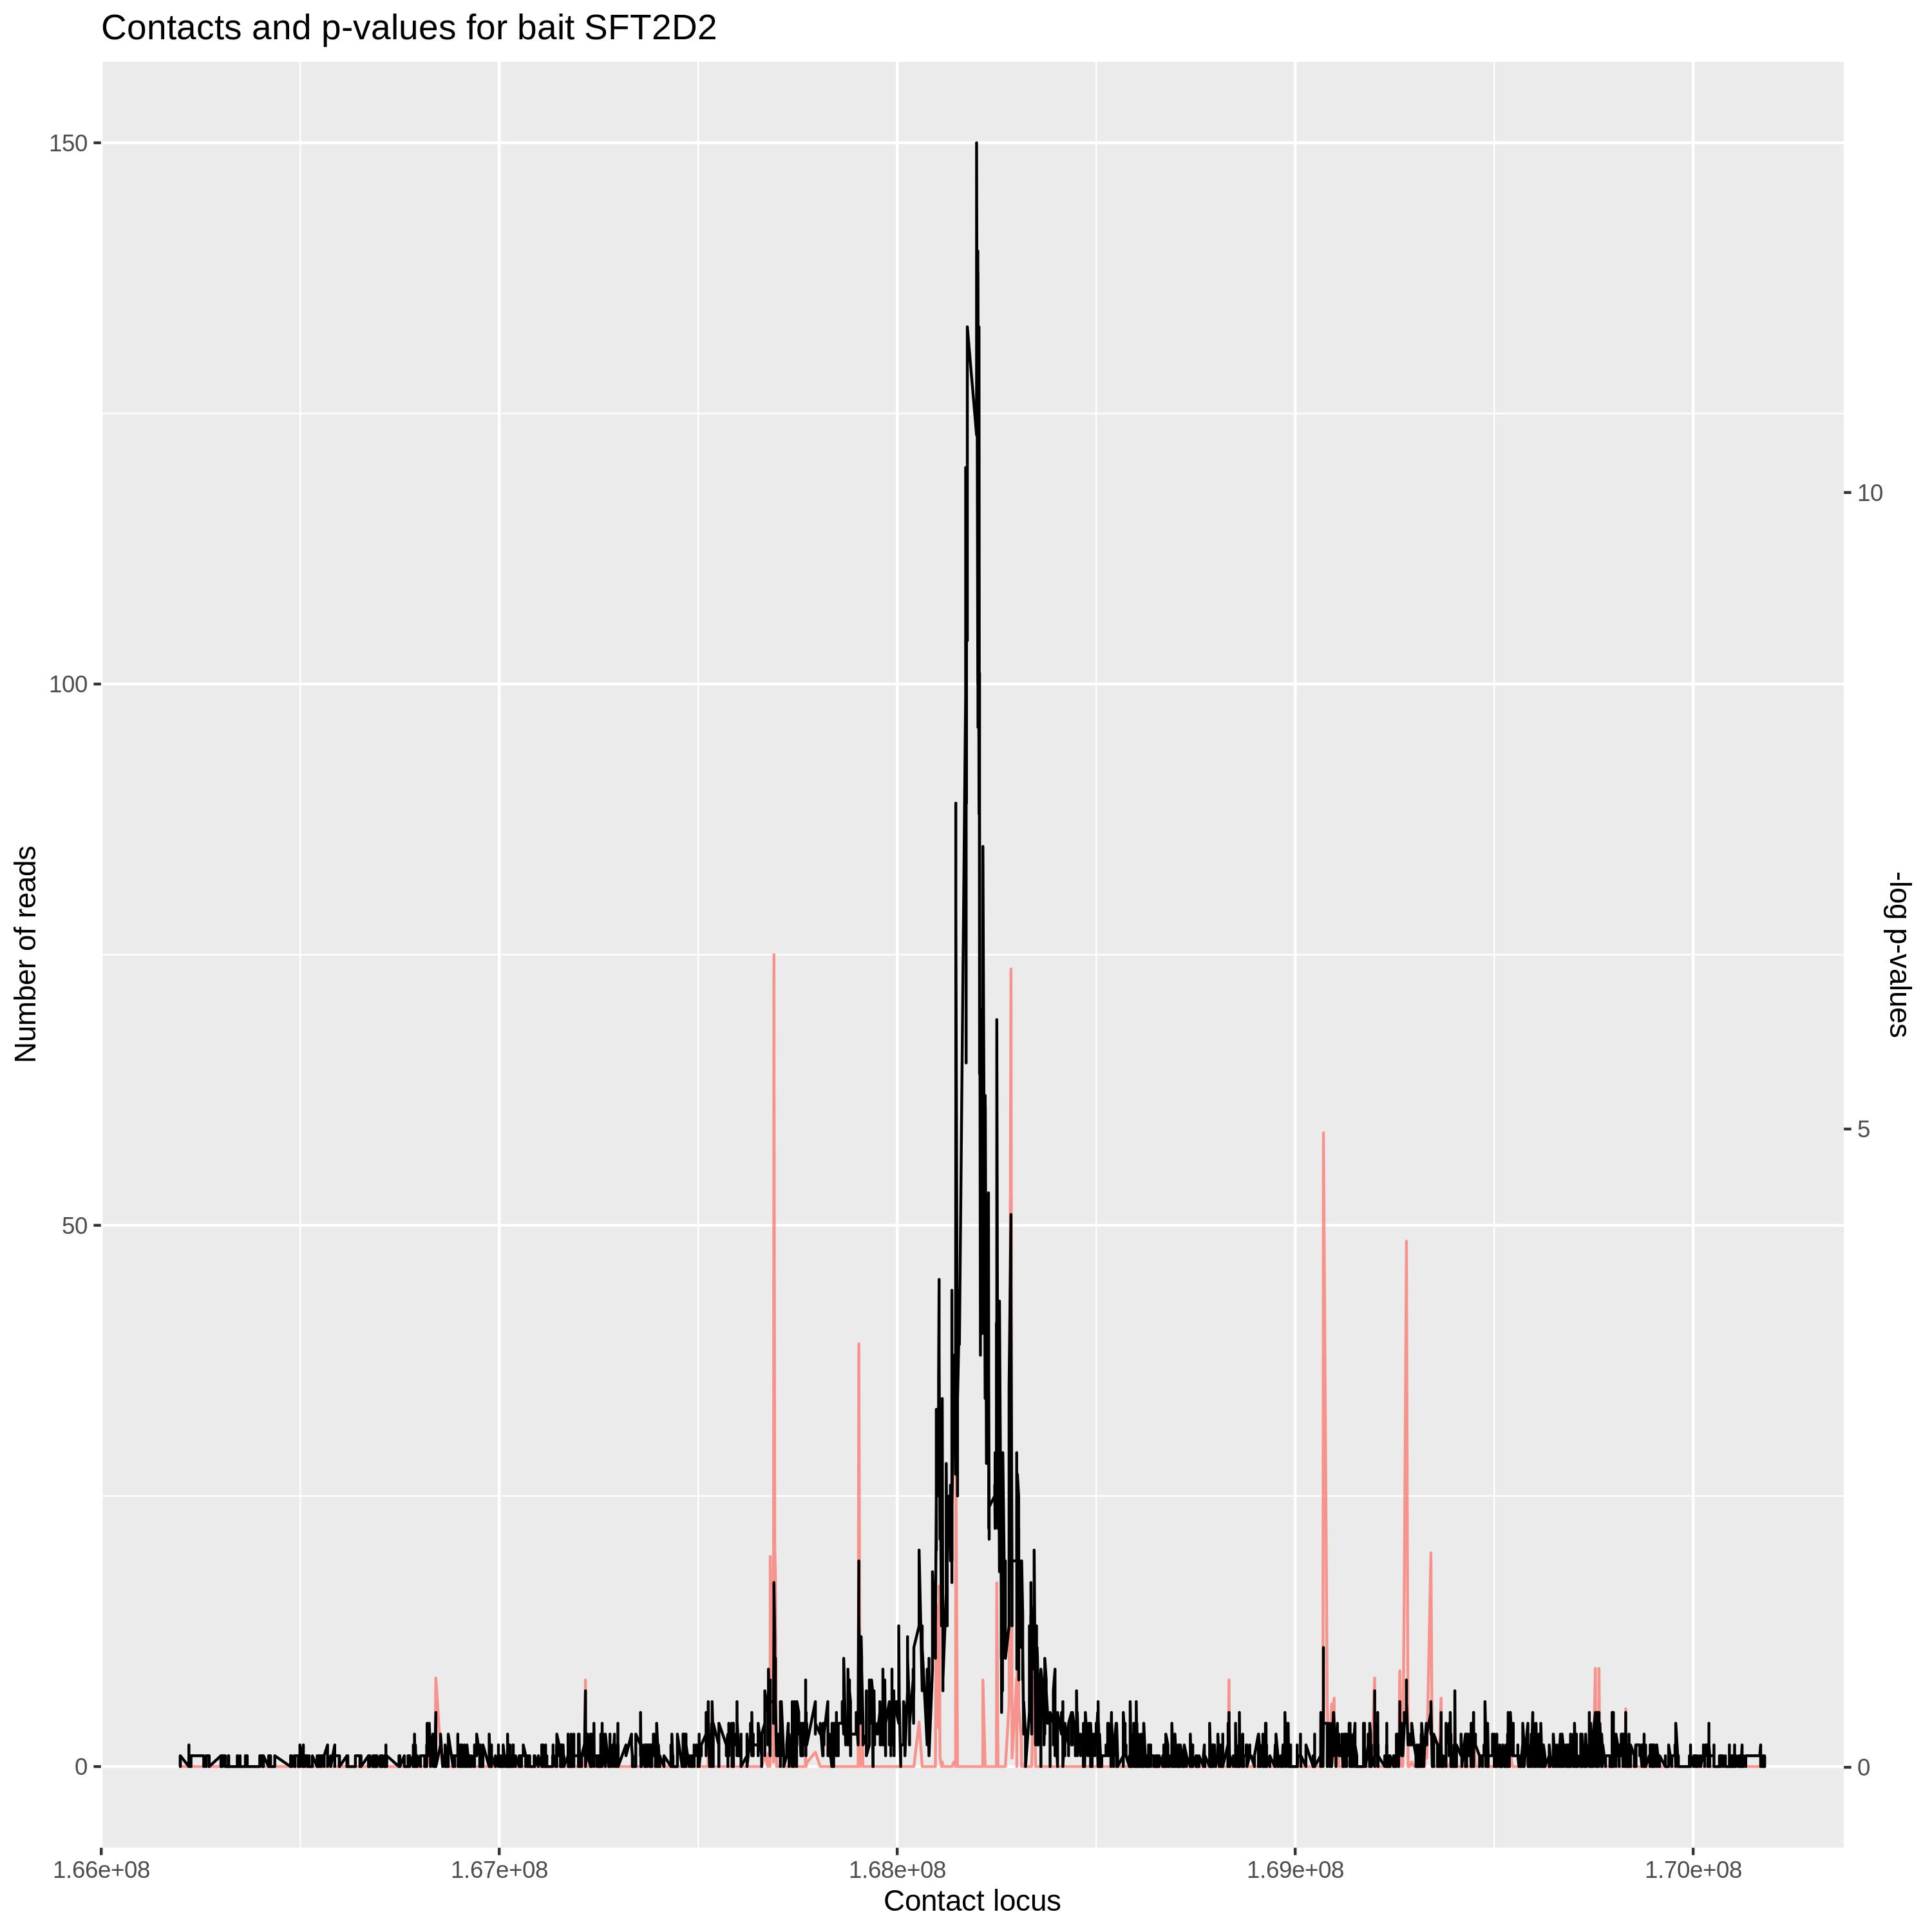 Contacts and p-values for bait SFT2D2
150
100
50
0
Number of reads
10
5
0
-log p-values
1.66e+08
1.67e+08
1.68e+08
1.69e+08
1.70e+08
Contact locus